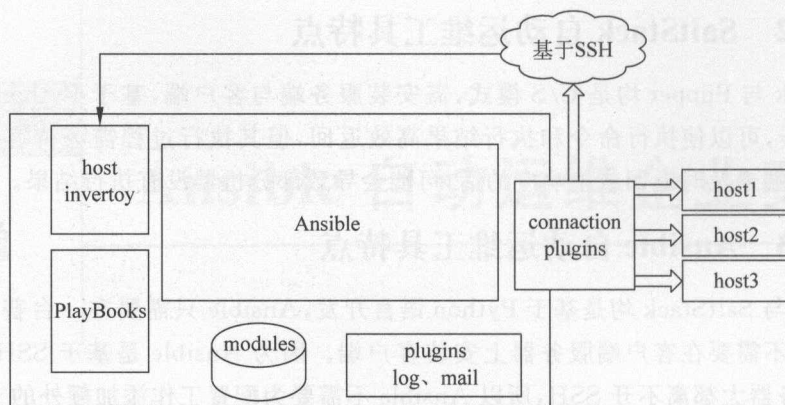 基于SSH
host
invertoy
Ansible
connaction
plugins
host1
host2
host3
PlayBooks
modules
plugins
log、mail